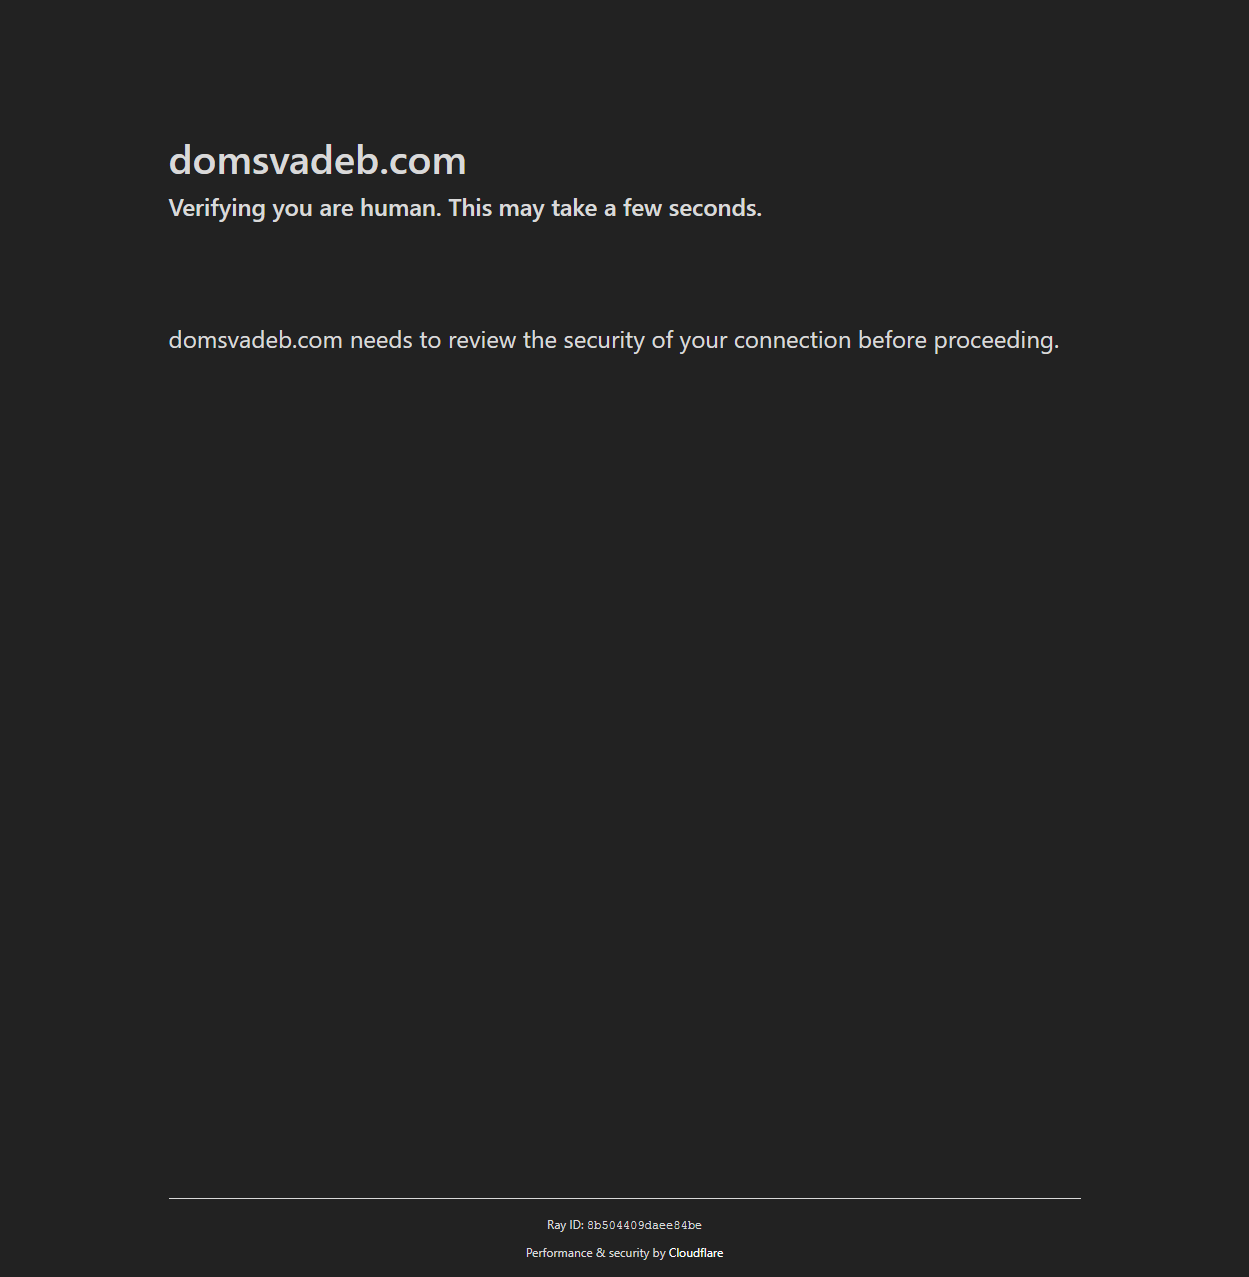 domsvadeb.com
Verifying you are human. This may take a few seconds.
domsvadeb.com needs to review the security of your connection before proceeding.
Ray ID: 8b504409daee84be
Performance & security by Cloudflare